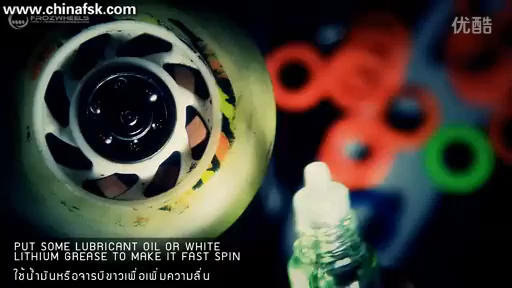 www.chinafsk.com
FROZWHEELS
优酷
PUT SOME LUBRICANT OIL OR WHITE
LITHIUM GREASE TO MAKE IT FAST SPIN
ใช้น้ำมันหรือจารบีขาวเพื่อเพิ่มความลื่น